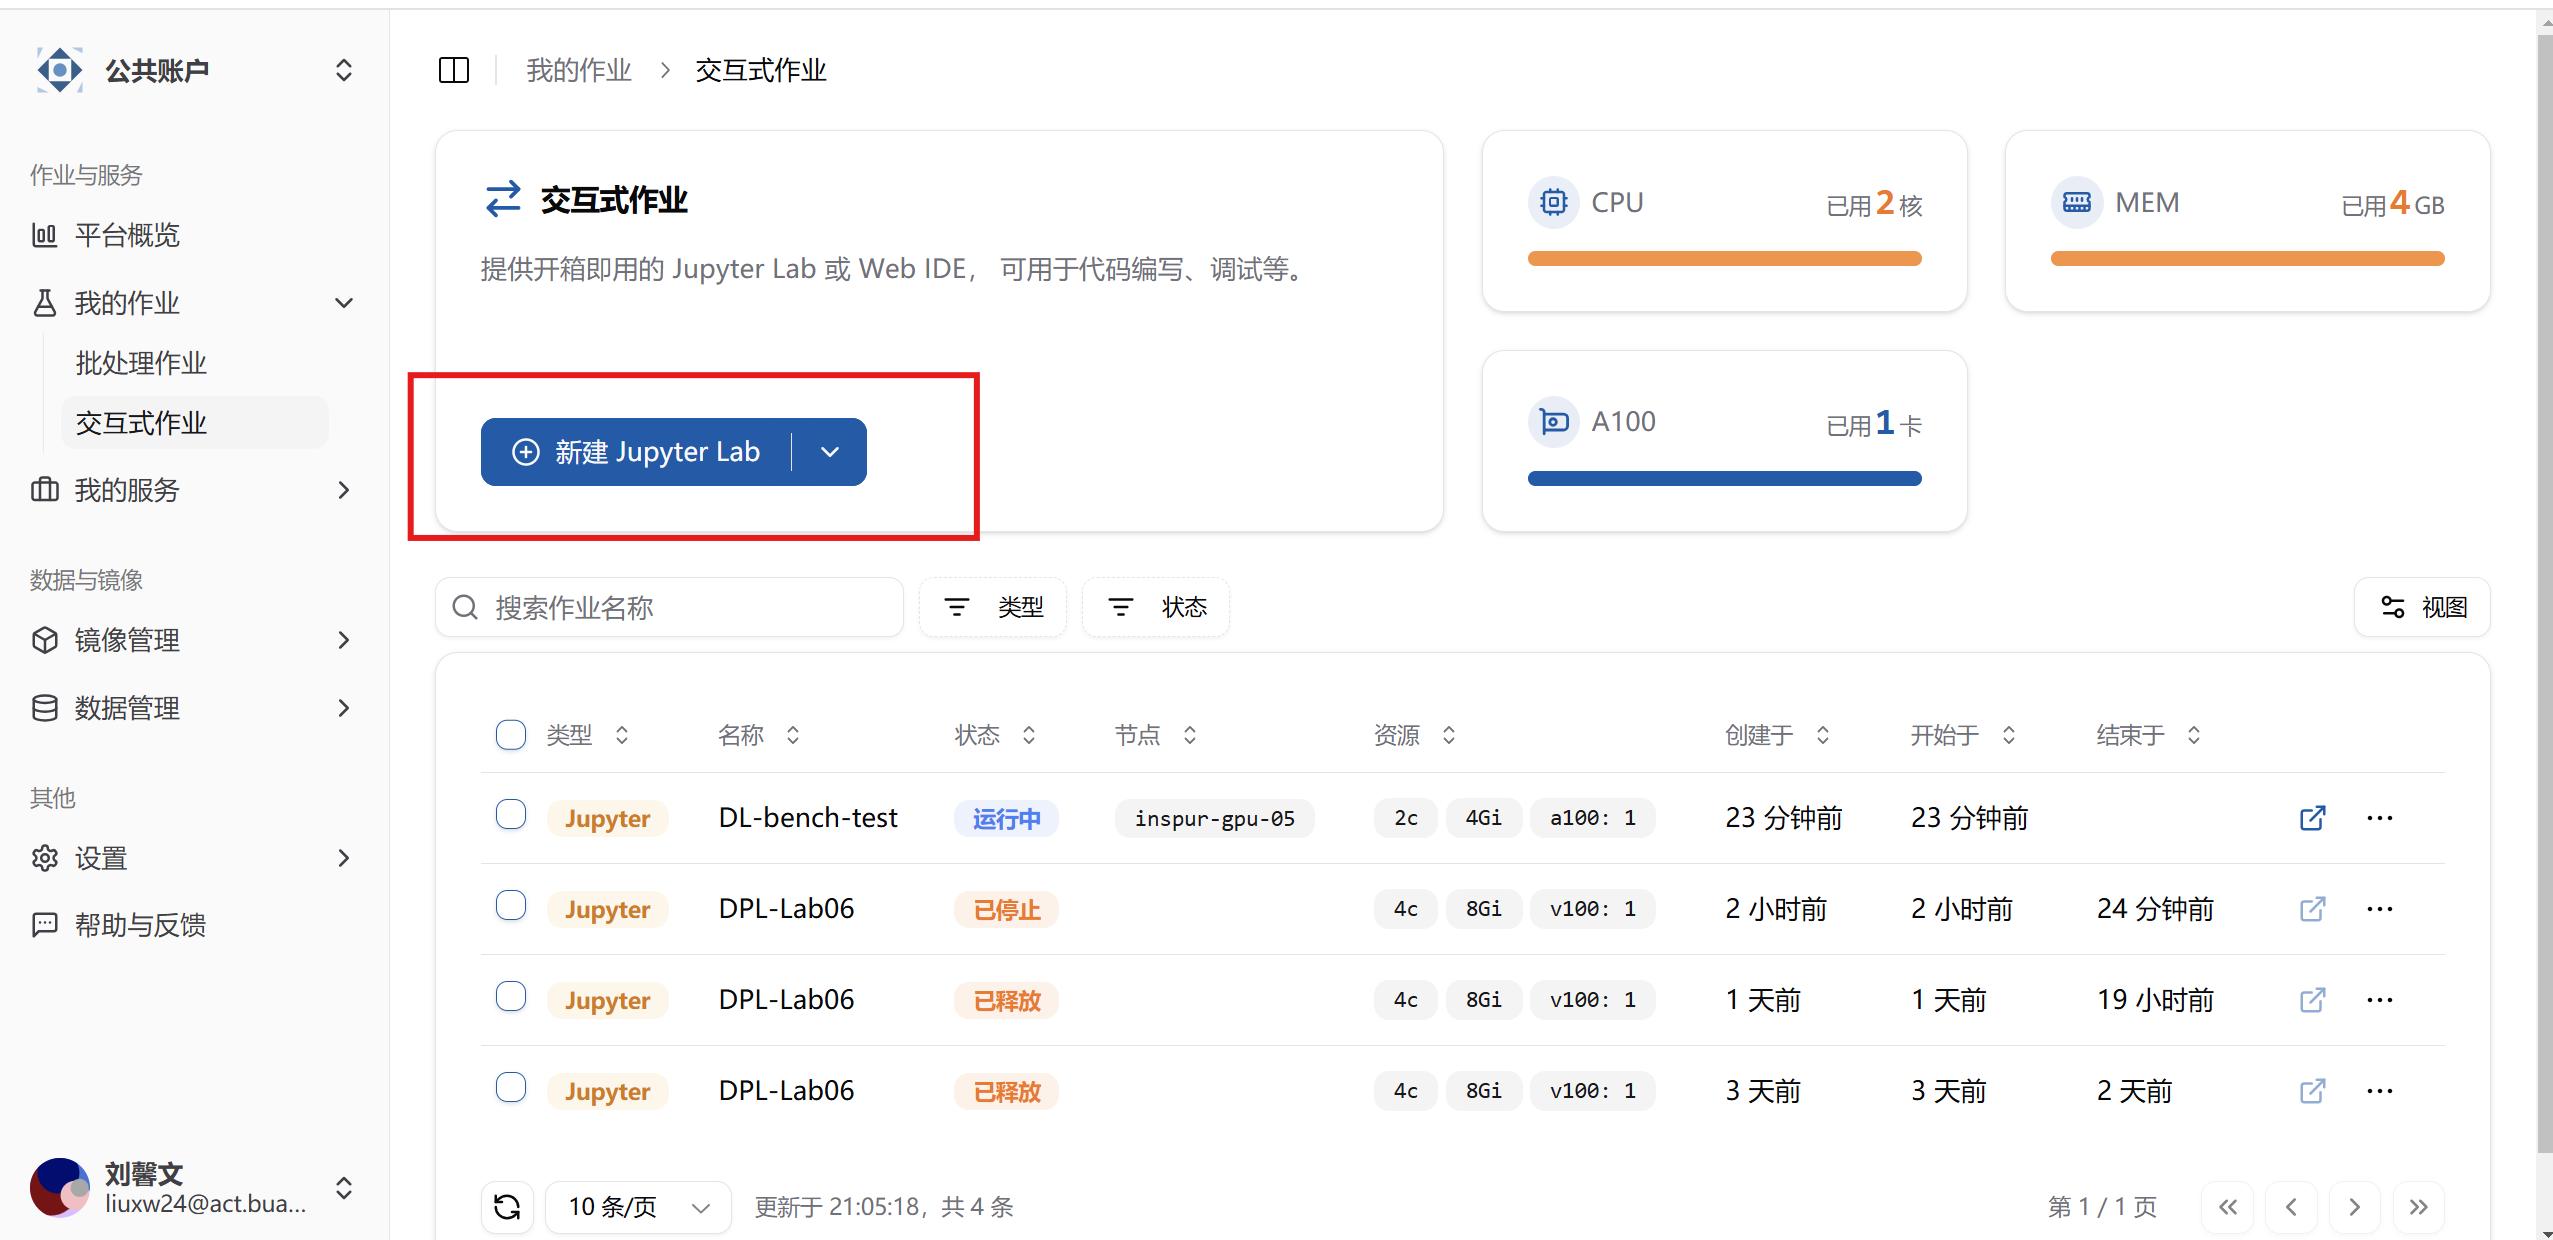 公共账户
作业与服务
平台概览
我的作业
批处理作业
交互式作业
我的服务
数据与镜像
镜像管理
数据管理
其他
设置
帮助与反馈
刘馨文
liuxw24@act.bua...
我的作业 > 交互式作业
交互式作业
提供开箱即用的 Jupyter Lab 或 Web IDE， 可用于代码编写、调试等。
新建 Jupyter Lab
CPU 已用 2 核
MEM 已用 4 GB
A100 已用 1 卡
搜索作业名称 类型 状态 视图
类型 名称 状态 节点 资源 创建于 开始于 结束于
Jupyter DL-bench-test 运行中 inspur-gpu-05 2c 4Gi a100: 1 23 分钟前 23 分钟前
Jupyter DPL-Lab06 已停止 4c 8Gi v100: 1 2 小时前 2 小时前 24 分钟前
Jupyter DPL-Lab06 已释放 4c 8Gi v100: 1 1 天前 1 天前 19 小时前
Jupyter DPL-Lab06 已释放 4c 8Gi v100: 1 3 天前 3 天前 2 天前
10 条/页 更新于 21:05:18，共 4 条 第 1 / 1 页